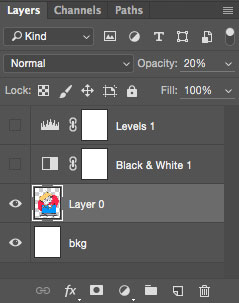 Layers Channels Paths
Kind
Normal Opacity: 20%
Lock: Fill: 100%
Levels 1
Black & White 1
Layer 0
bkg
fx